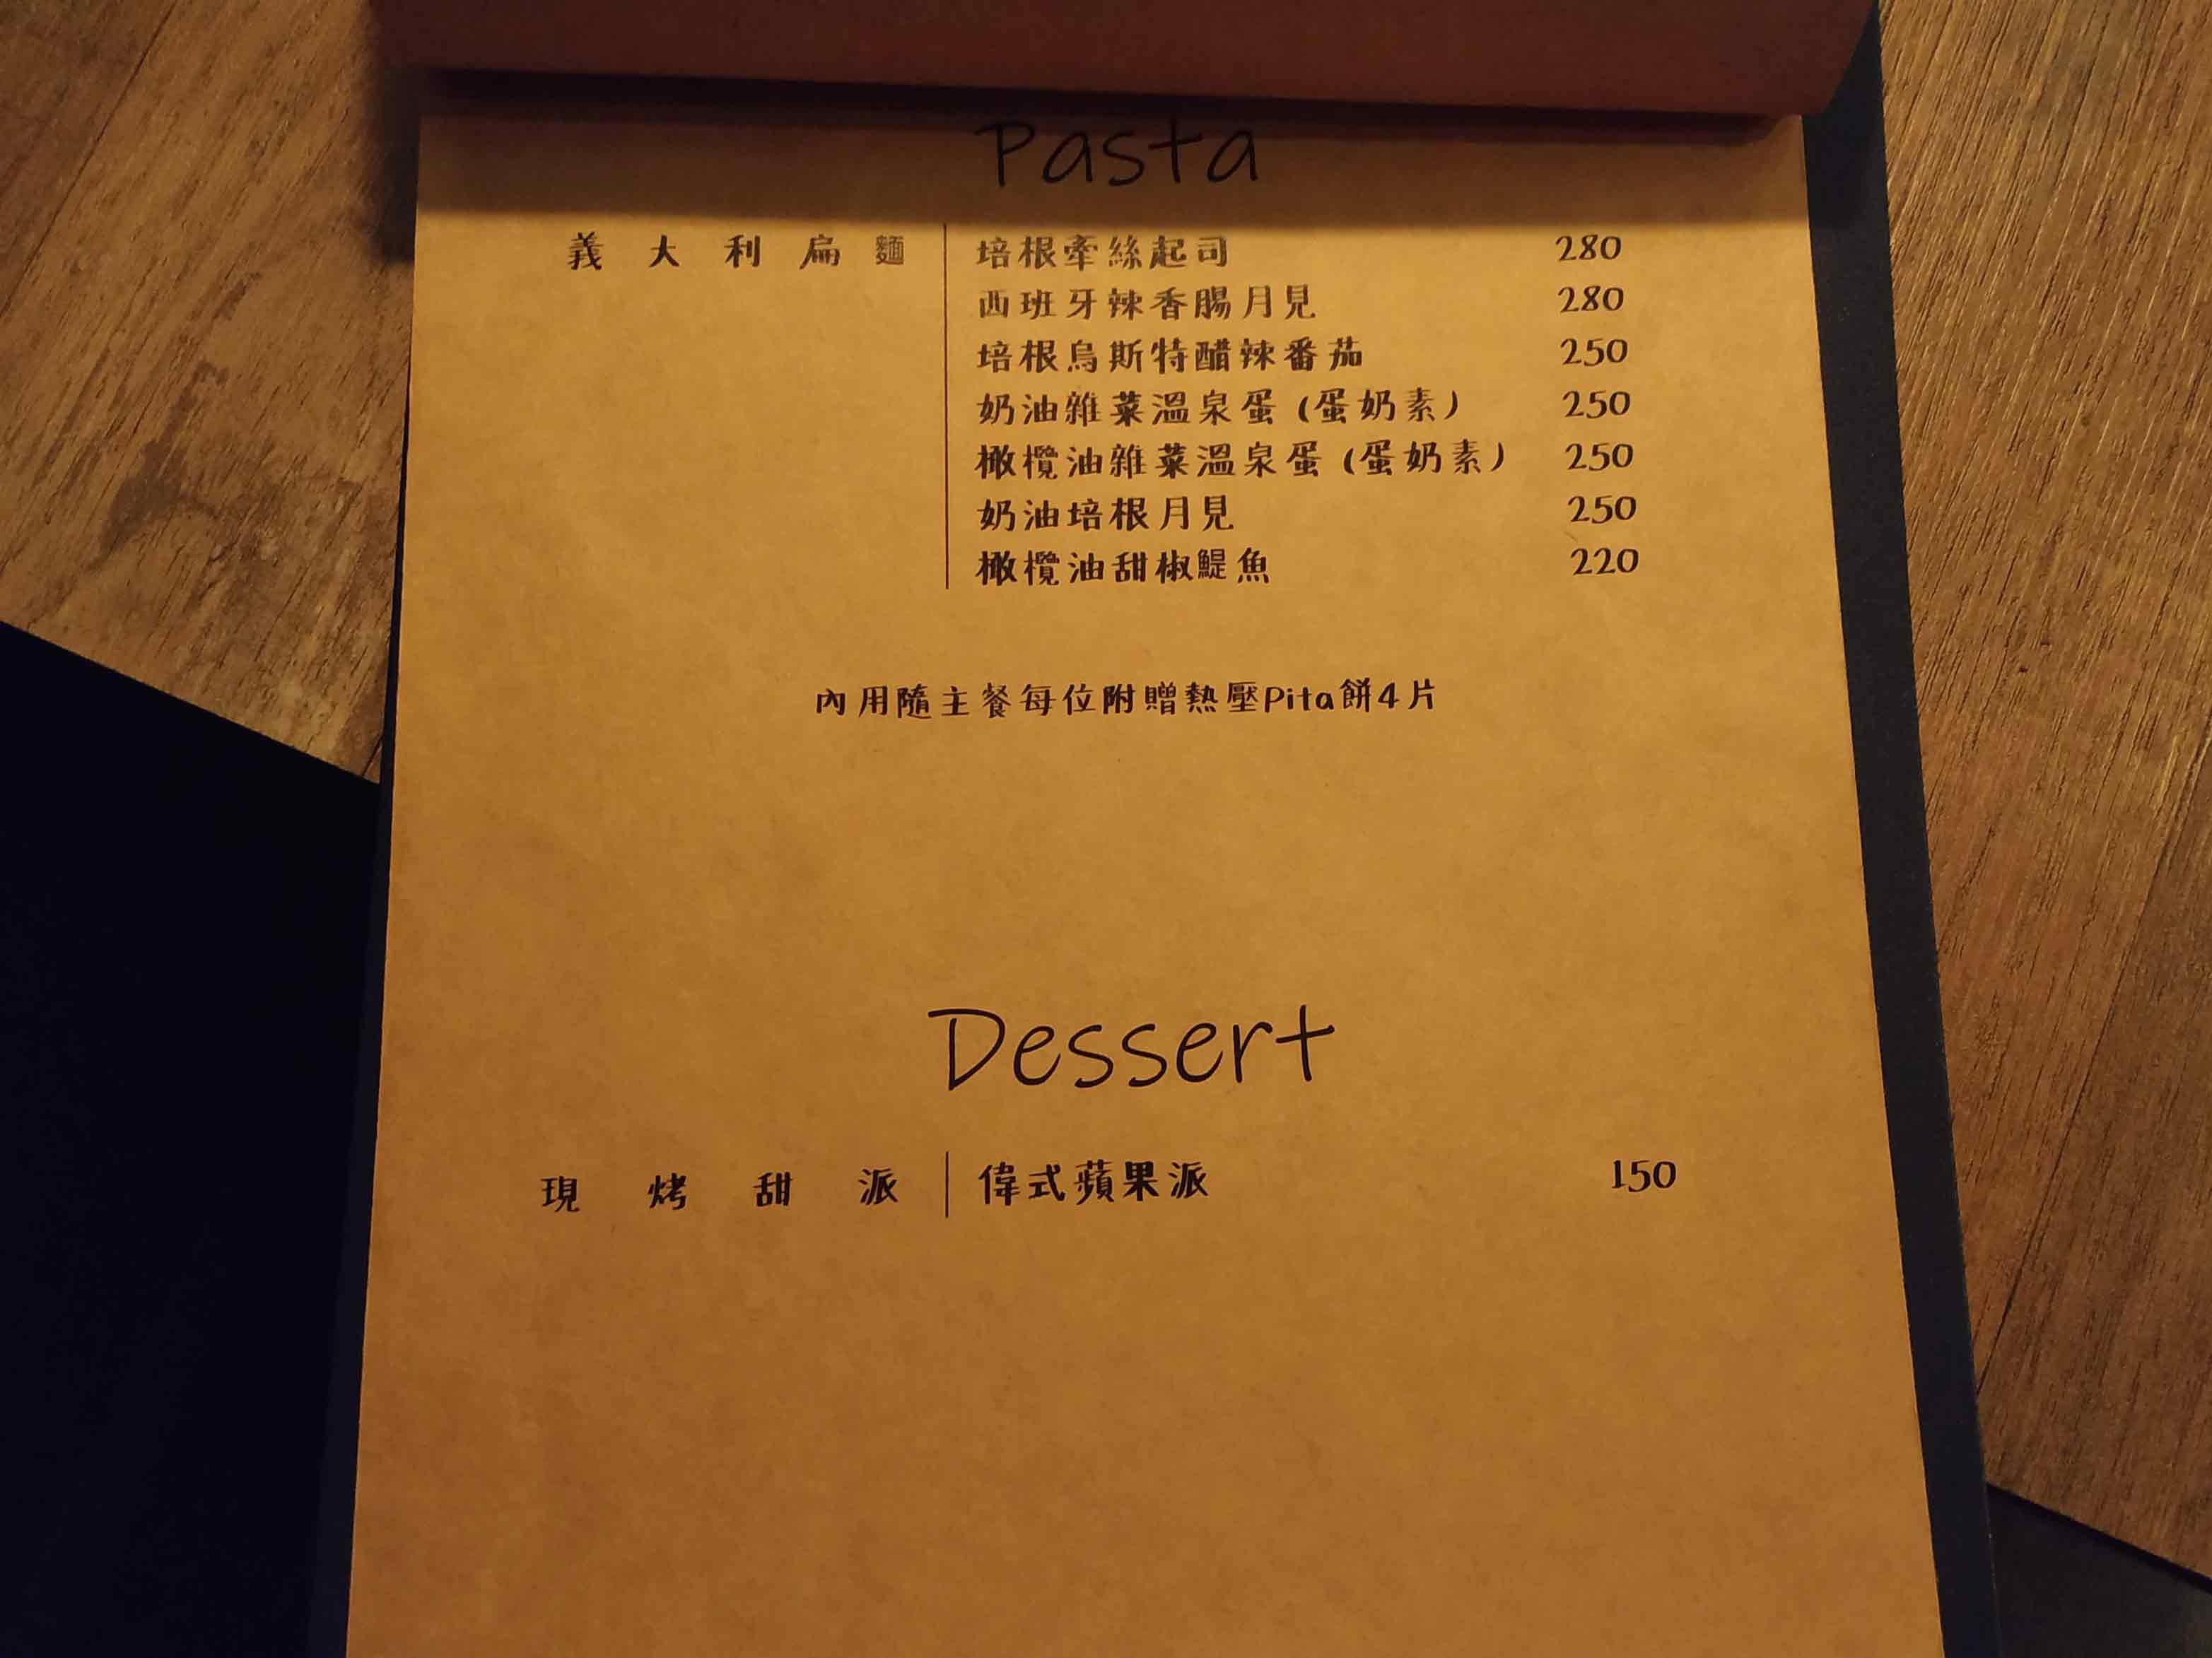 Pasta
義大利扁麵 培根牽絲起司 280
西班牙辣香腸月見 280
培根烏斯特醋辣番茄 250
奶油雜菜溫泉蛋 (蛋奶素) 250
橄欖油雜菜溫泉蛋 (蛋奶素) 250
奶油培根月見 250
橄欖油甜椒鯷魚 220
內用隨主餐每位附贈熱壓Pita餅4片
Dessert
現烤甜派 偉式蘋果派 150